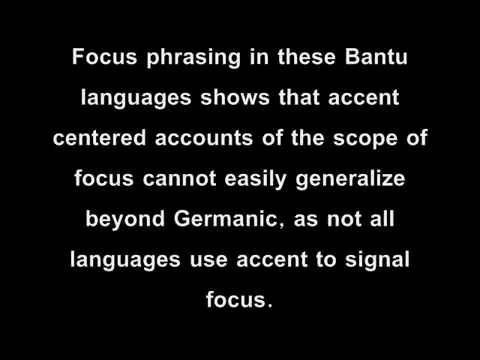 Focus phrasing in these Bantu
languages shows that accent
centered accounts of the scope of
focus cannot easily generalize
beyond Germanic, as not all
languages use accent to signal
focus.